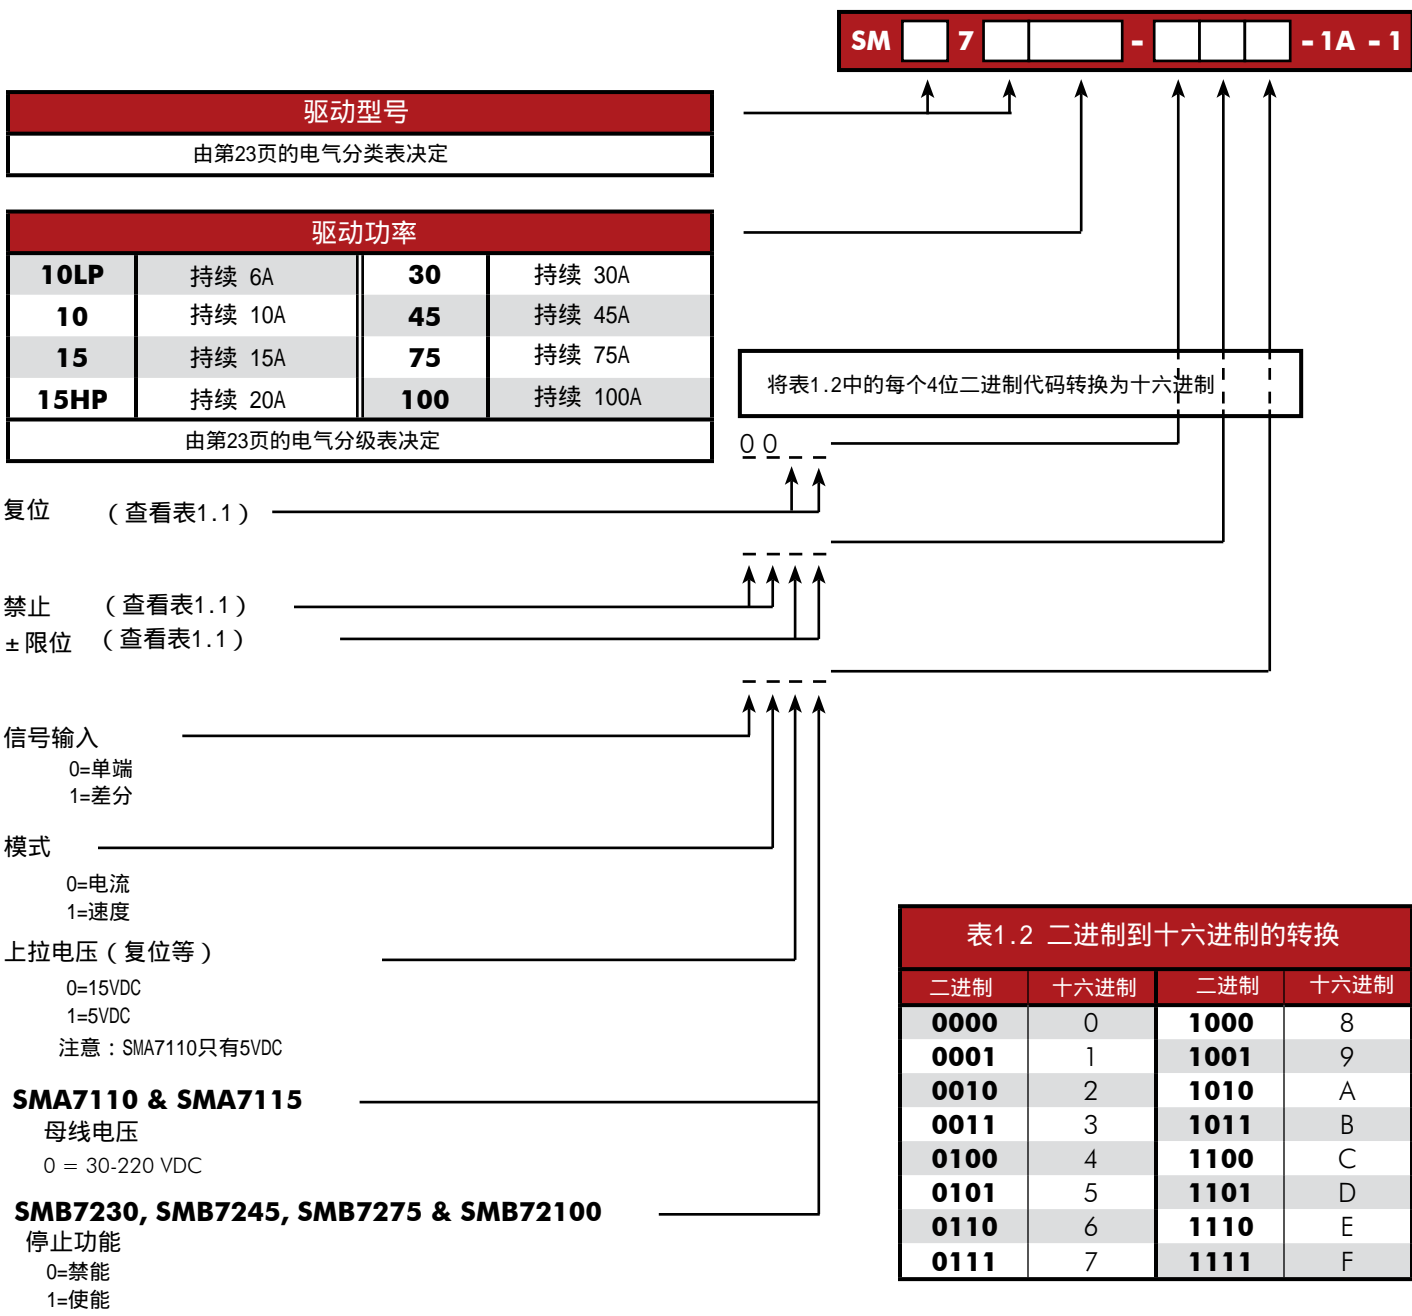 SM 7 - -1A -1
驱动型号
由第23页的电气分类表决定
驱动功率
10LP 持续 6A 30 持续 30A
10 持续 10A 45 持续 45A
15 持续 15A 75 持续 75A
15HP 持续 20A 100 持续 100A
由第23页的电气分级表决定
将表1.2中的每个4位二进制代码转换为十六进制
0 0
复位 (查看表1.1)
禁止 (查看表1.1)
±限位 (查看表1.1)
信号输入
0=单端
1=差分
模式
0=电流
1=速度
上拉电压(复位等)
0=15VDC
1=5VDC
注意:SMA7110只有5VDC
SMA7110 & SMA7115
母线电压
0 = 30-220 VDC
SMB7230, SMB7245, SMB7275 & SMB72100
停止功能
0=禁能
1=使能
表1.2 二进制到十六进制的转换
二进制 十六进制 二进制 十六进制
0000 0 1000 8
0001 1 1001 9
0010 2 1010 A
0011 3 1011 B
0100 4 1100 C
0101 5 1101 D
0110 6 1110 E
0111 7 1111 F